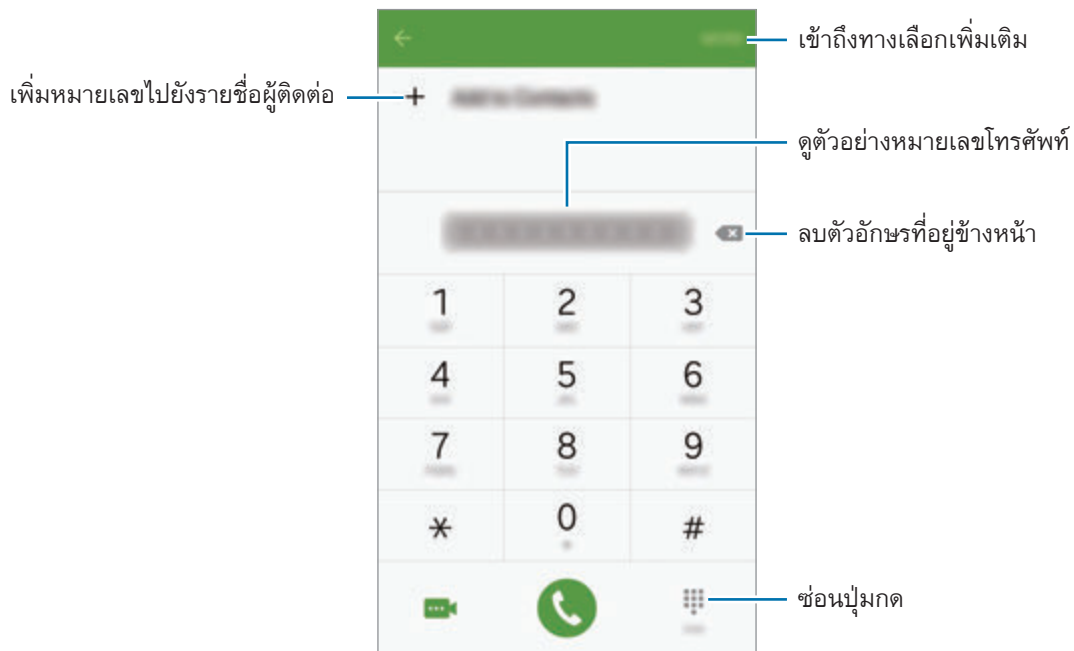 เข้าถึงทางเลือกเพิ่มเติม
เพิ่มหมายเลขไปยังรายชื่อผู้ติดต่อ
+ Add to Contacts
ดูตัวอย่างหมายเลขโทรศัพท์
ลบตัวอักษรที่อยู่ข้างหน้า
1 2 3
4 5 6
7 8 9
* 0 #
ซ่อนปุ่มกด